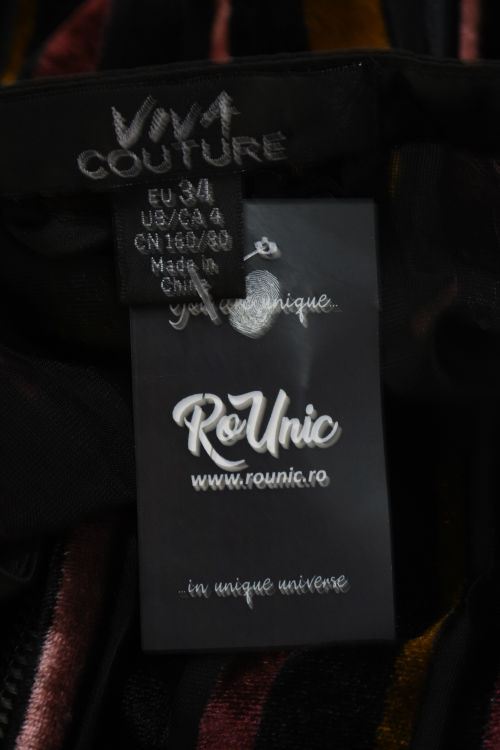 VIVA
COUTURE
EU 34
US/CA 4
CN 160/80
Made in
China
you are unique...
RoUnic
www.rounic.ro
...in unique universe